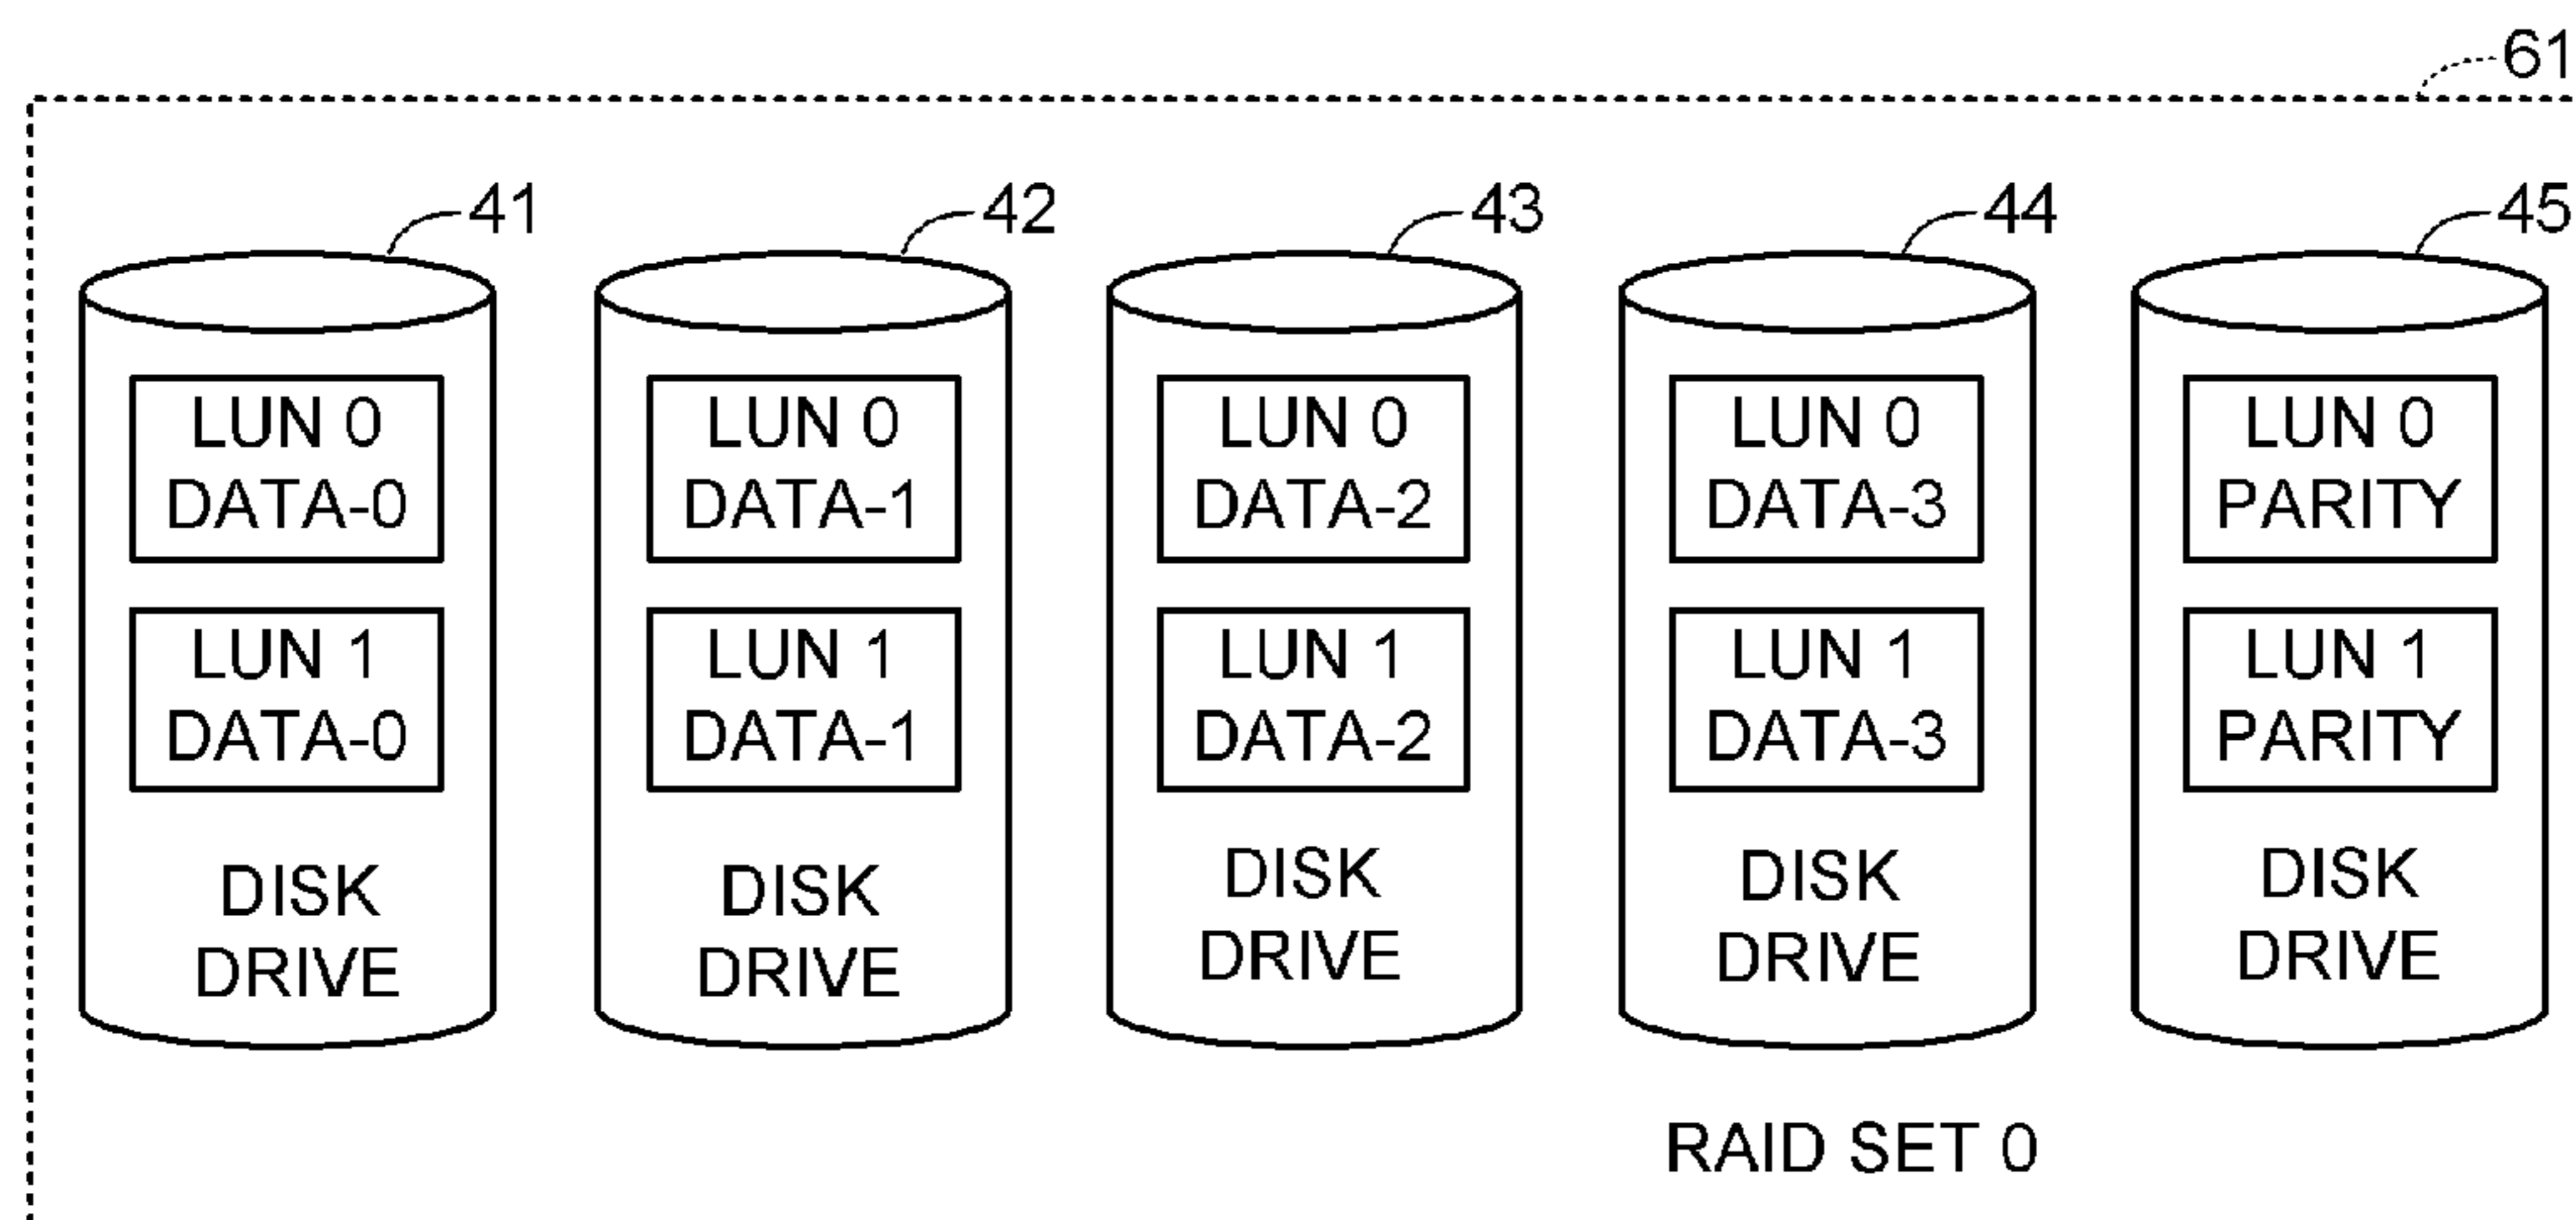 61
41
42
43
44
45
LUN 0
DATA-0
LUN 1
DATA-0
DISK
DRIVE
LUN 0
DATA-1
LUN 1
DATA-1
DISK
DRIVE
LUN 0
DATA-2
LUN 1
DATA-2
DISK
DRIVE
LUN 0
DATA-3
LUN 1
DATA-3
DISK
DRIVE
LUN 0
PARITY
LUN 1
PARITY
DISK
DRIVE
RAID SET 0